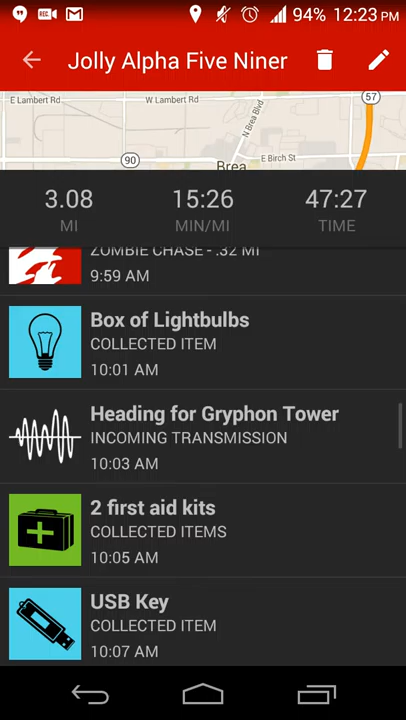 REC
94% 12:23 PM
Jolly Alpha Five Niner
E Lambert Rd
W Lambert Rd
57
N Brea Blvd
90
Brea
E Birch St
3.08
15:26
47:27
MI
MIN/MI
TIME
ZOMBIE CHASE - .32 MI
9:59 AM
Box of Lightbulbs
COLLECTED ITEM
10:01 AM
Heading for Gryphon Tower
INCOMING TRANSMISSION
10:03 AM
2 first aid kits
COLLECTED ITEMS
10:05 AM
USB Key
COLLECTED ITEM
10:07 AM